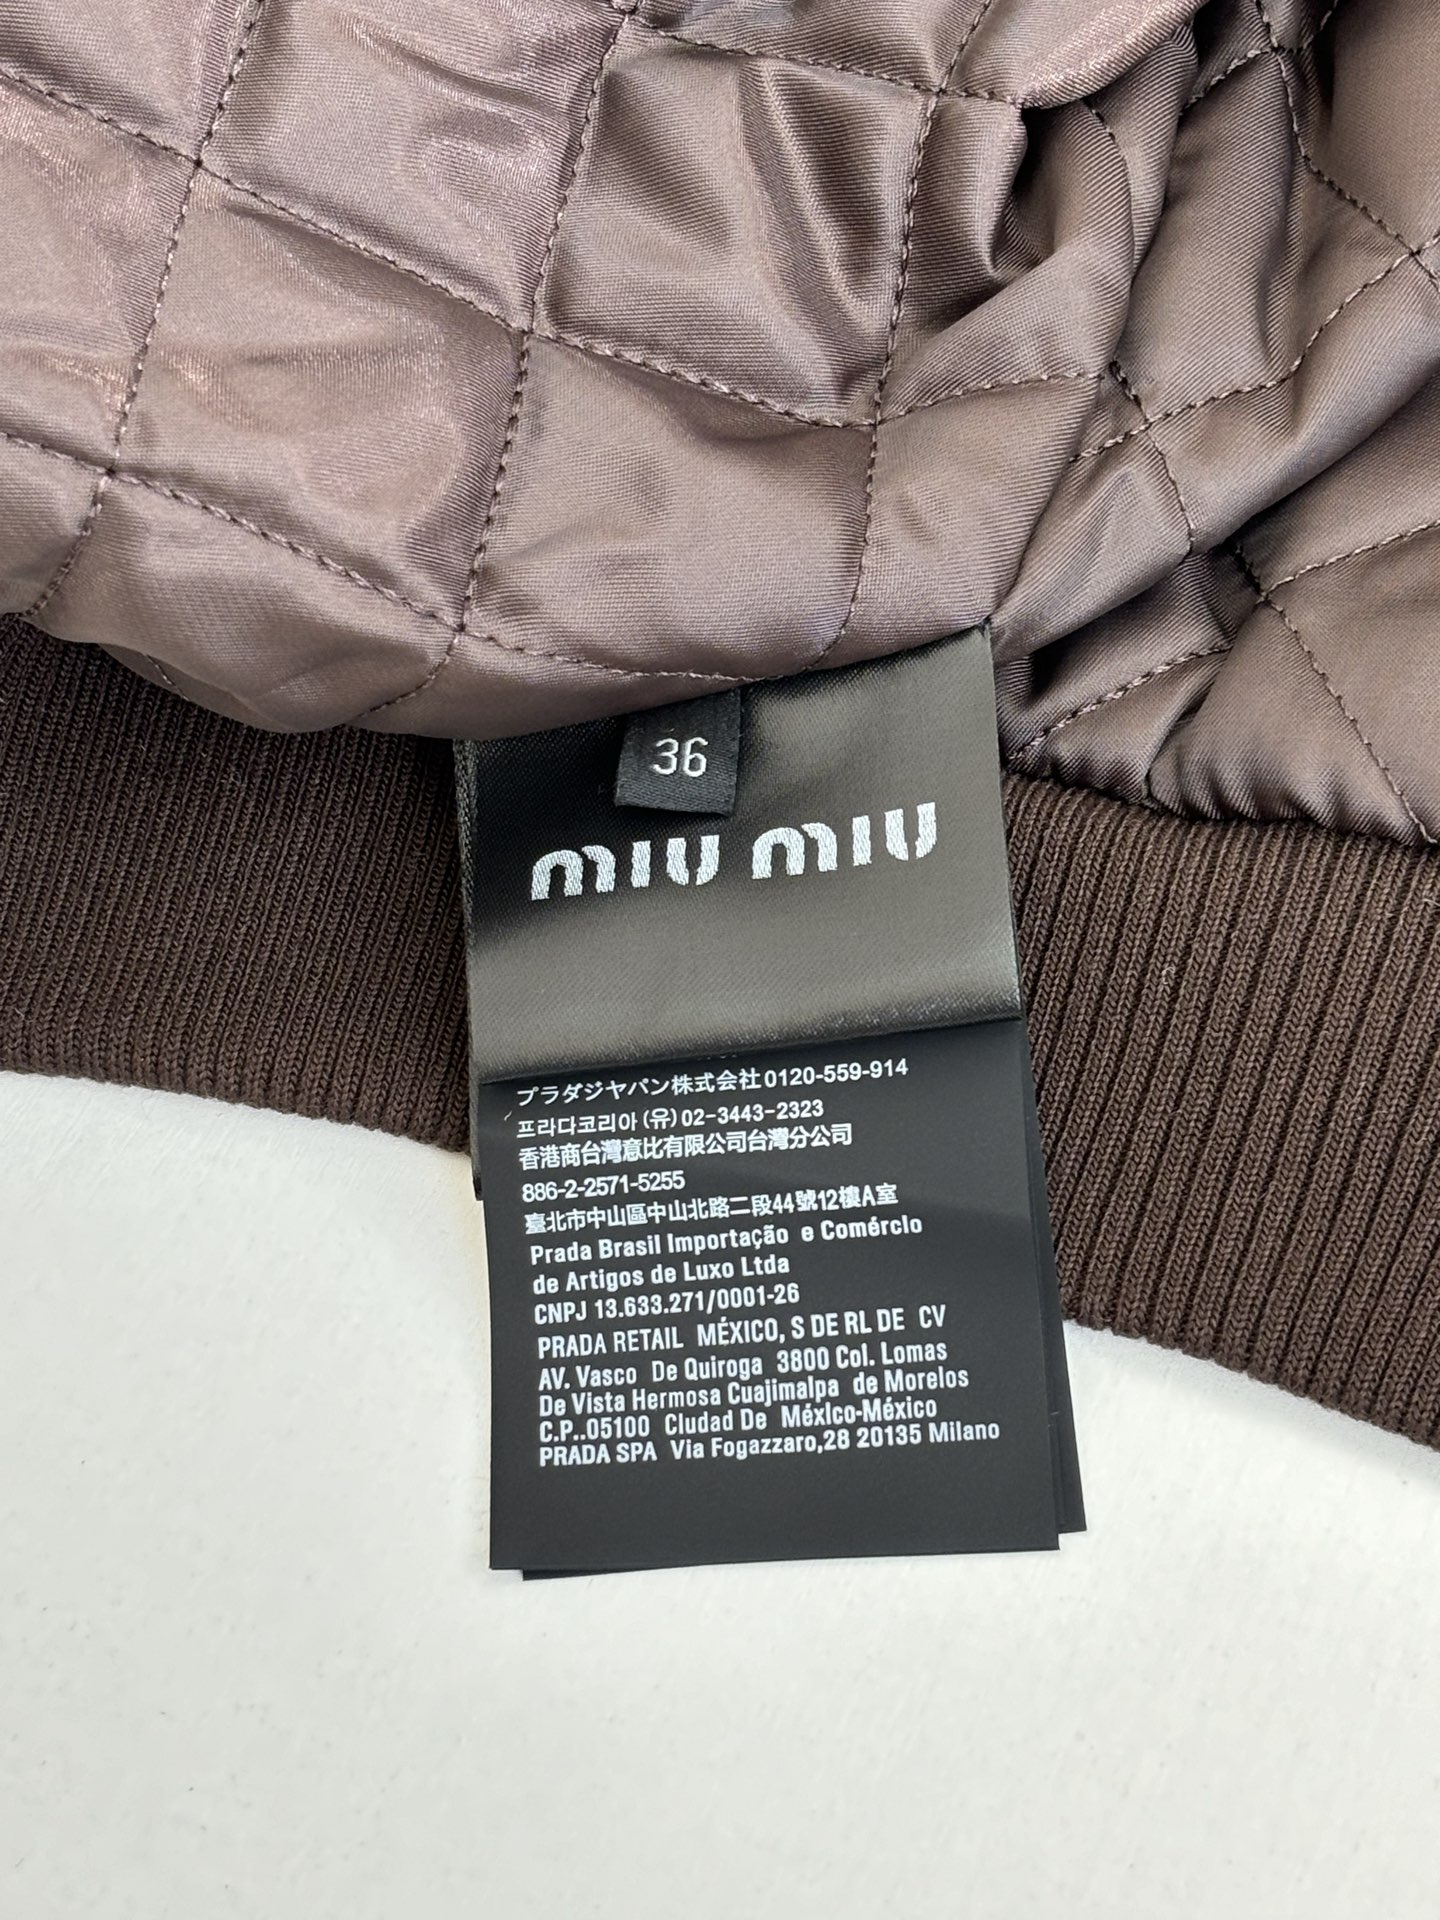 36
miu miu
プラダジャパン株式会社0120-559-914
프라다코리아(유)02-3443-2323
香港商台灣意比有限公司台灣分公司
886-2-2571-5255
臺北市中山區中山北路二段44號12樓A室
Prada Brasil Importação e Comércio
de Artigos de Luxo Ltda
CNPJ 13.633.271/0001-26
PRADA RETAIL MÉXICO, S DE RL DE CV
AV. Vasco De Quiroga 3800 Col. Lomas
De Vista Hermosa Cuajimalpa de Morelos
C.P..05100 Ciudad De México-México
PRADA SPA Via Fogazzaro,28 20135 Milano